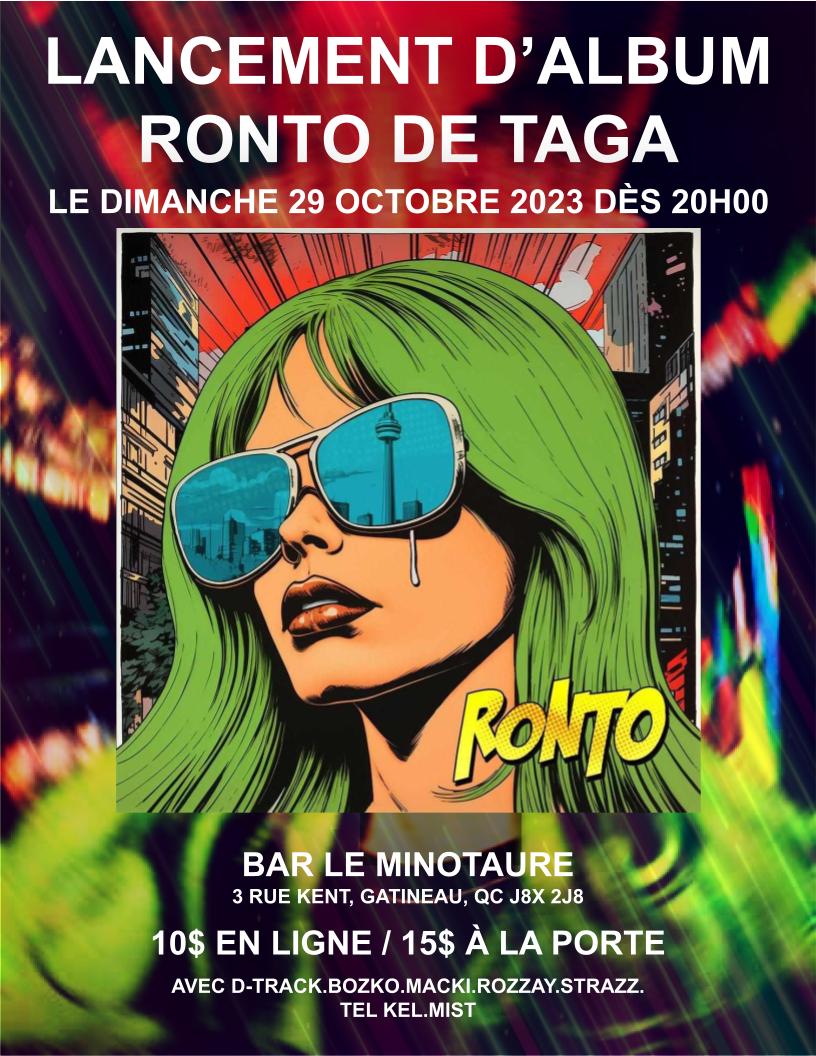 LANCEMENT D'ALBUM
RONTO DE TAGA
LE DIMANCHE 29 OCTOBRE 2023 DÈS 20H00
RONTO
BAR LE MINOTAURE
3 RUE KENT, GATINEAU, QC J8X 2J8
10$ EN LIGNE / 15$ À LA PORTE
AVEC D-TRACK.BOZKO.MACKI.ROZZAY.STRAZZ.
TEL KEL.MIST